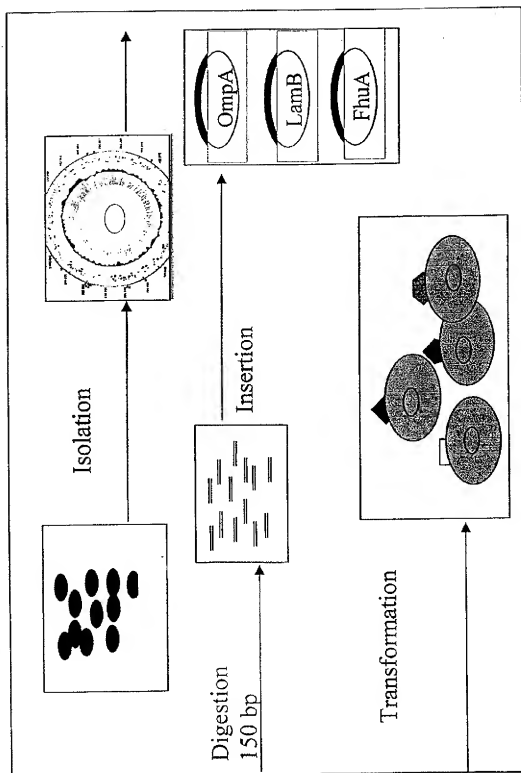 Isolation
Digestion
150 bp
Insertion
OmpA
LamB
FhuA
Transformation